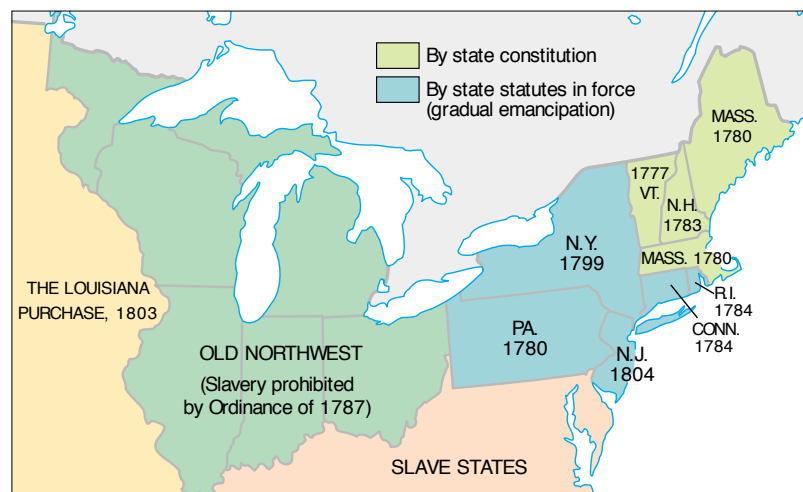 By state constitution
By state statutes in force
(gradual emancipation)
MASS.
1780
1777
VT.
N.H.
1783
MASS. 1780
N.Y.
1799
R.I.
1784
CONN.
1784
PA.
1780
N.J.
1804
THE LOUISIANA
PURCHASE, 1803
OLD NORTHWEST
(Slavery prohibited
by Ordinance of 1787)
SLAVE STATES